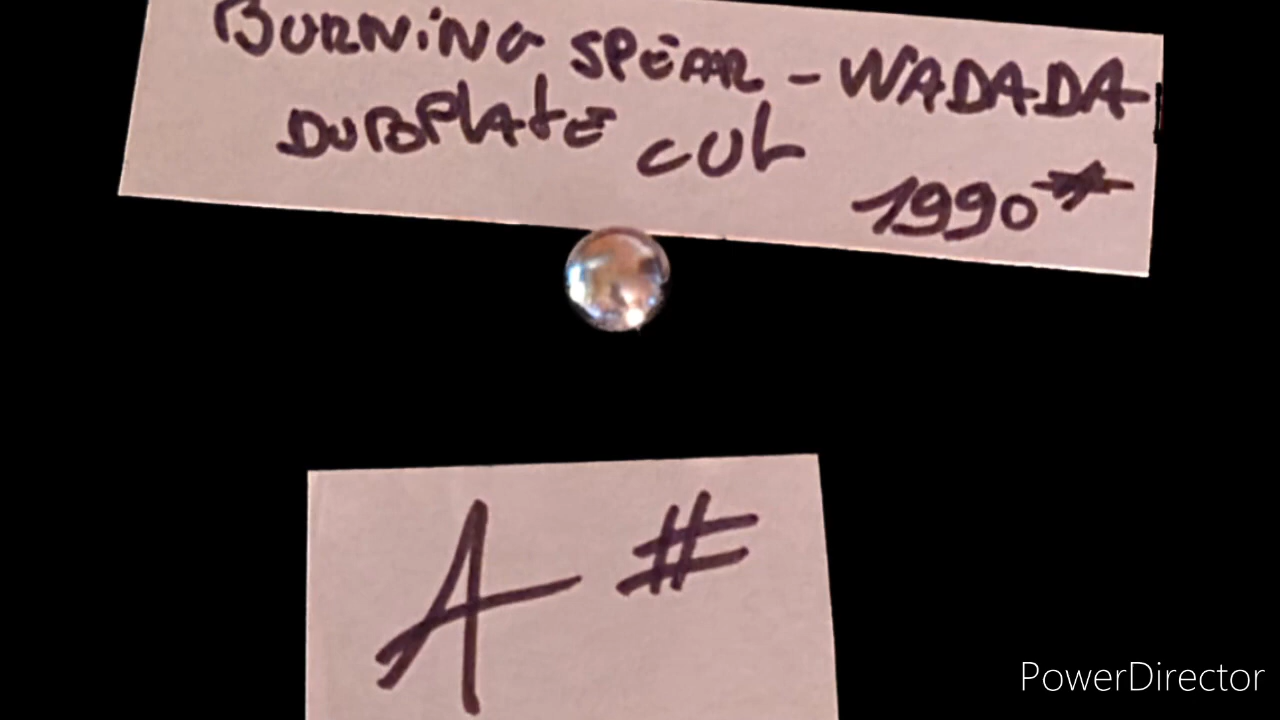 BURNiNG SPEAR - WADADA
DUBPlAtE CUt
1990*
A #
PowerDirector